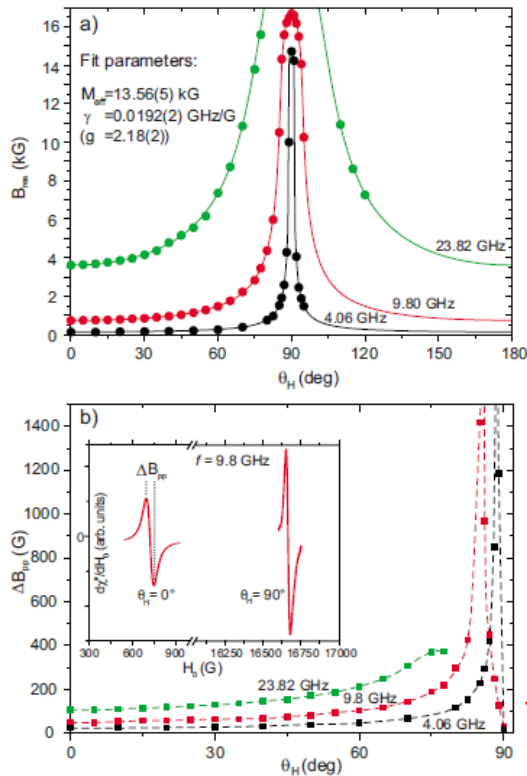 a)
Fit parameters:
M_eff=13.56(5) kG
γ =0.0192(2) GHz/G
(g =2.18(2))
23.82 GHz
9.80 GHz
4.06 GHz
B_res (kG)
16
14
12
10
8
6
4
2
0
0 30 60 90 120 150 180
θ_H (deg)
b)
ΔB_pp (G)
1400
1200
1000
800
600
400
200
0
ΔB_pp
f = 9.8 GHz
dχ''/dH_0 (arb. units)
0
θ_H = 0°
θ_H = 90°
300 600 900 16250 16500 16750 17000
H_0 (G)
23.82 GHz
9.8 GHz
4.06 GHz
0 30 60 90
θ_H (deg)